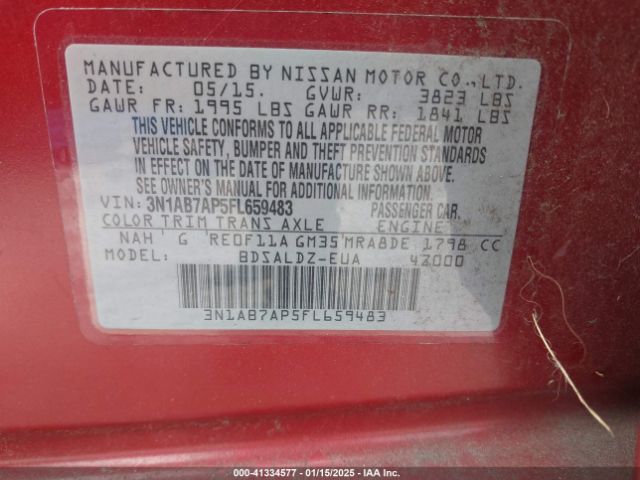 MANUFACTURED BY NISSAN MOTOR CO., LTD.
05/15. GVWR: 3823 LBS
GAWR FR: 1995 LBS GAWR RR: 1841 LBS
THIS VEHICLE CONFORMS TO ALL APPLICABLE FEDERAL MOTOR
VEHICLE SAFETY, BUMPER AND THEFT PREVENTION STANDARDS
IN EFFECT ON THE DATE OF MANUFACTURE SHOWN ABOVE.
SEE OWNER'S MANUAL FOR ADDITIONAL INFORMATION.
VIN: 3N1AB7AP5FL659483 PASSENGER CAR.
COLOR TRIM TRANS AXLE ENGINE
NAH G RE0F11A GM35 MRA8DE 1798 CC
MODEL: BDSALDZ-EUA 4Z000
3N1AB7AP5FL659483
000-41334577 - 01/15/2025 - IAA Inc.